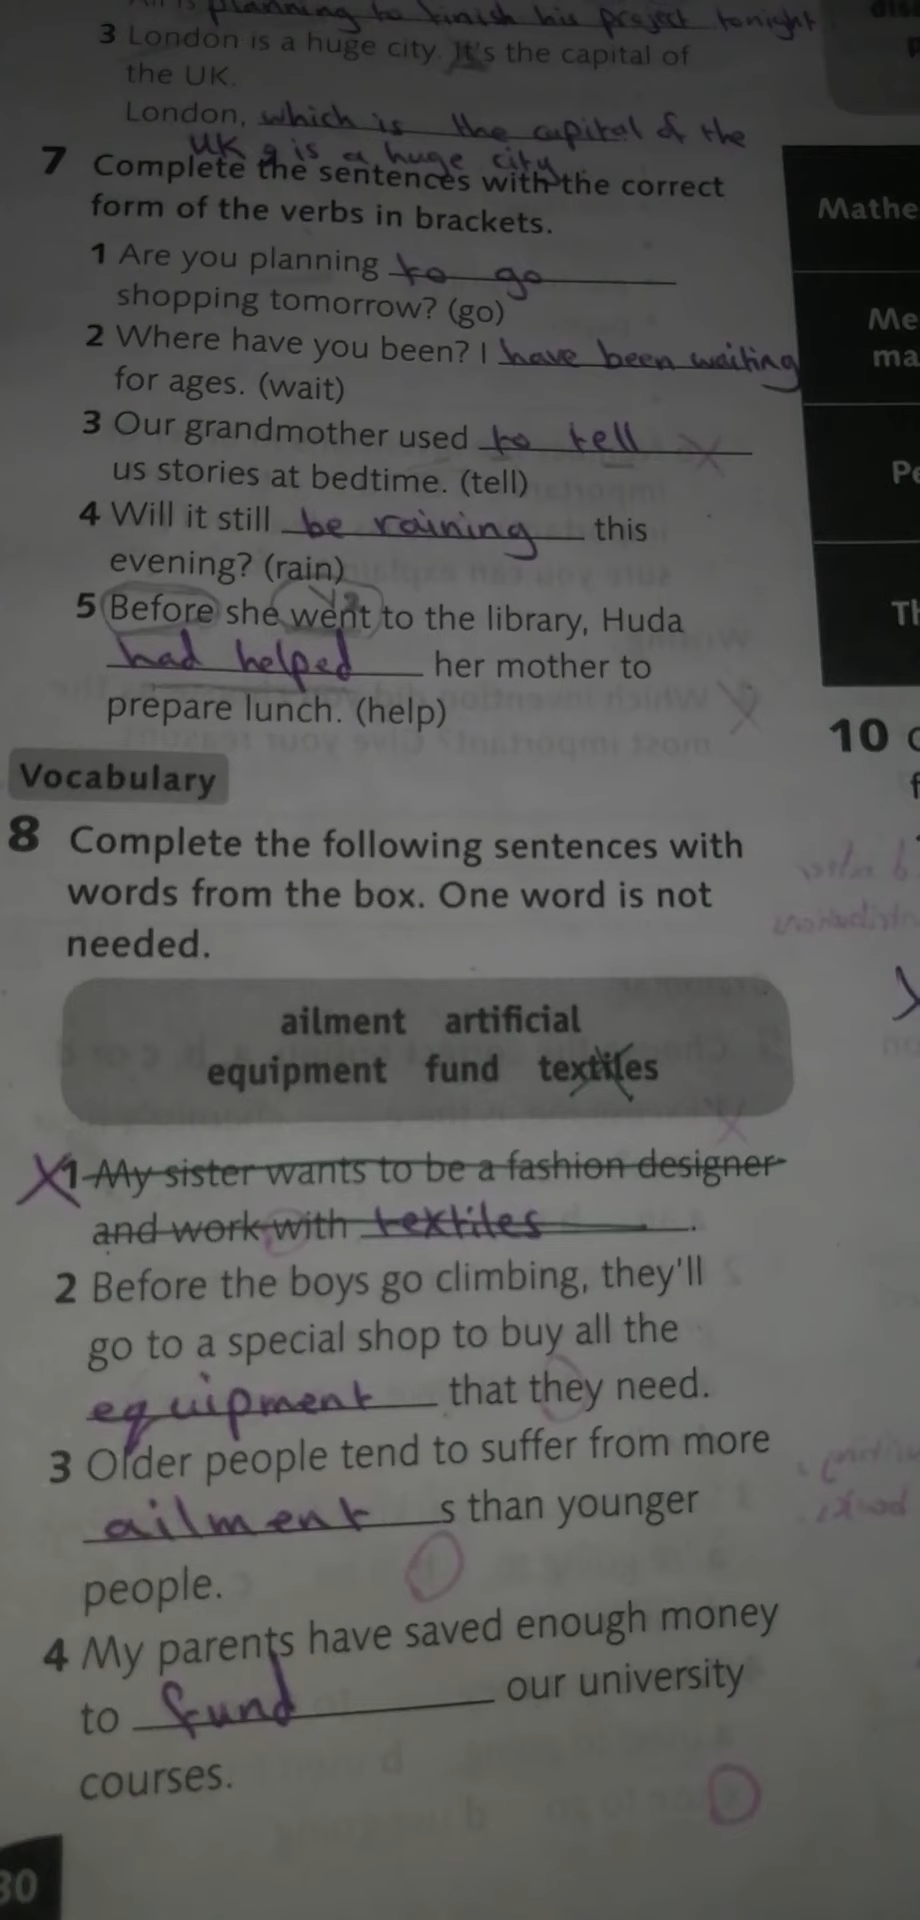 planning to finish his project tonight
3 London is a huge city. It's the capital of
the UK.
London, which is the capital of the
UK, is a huge city
7 Complete the sentences with the correct
form of the verbs in brackets.
1 Are you planning to go
shopping tomorrow? (go)
2 Where have you been? I have been waiting
for ages. (wait)
3 Our grandmother used to tell
us stories at bedtime. (tell)
4 Will it still be raining this
evening? (rain)
5 Before she went to the library, Huda
had helped her mother to
prepare lunch. (help)
Vocabulary
8 Complete the following sentences with
words from the box. One word is not
needed.
ailment artificial
equipment fund textiles
1 My sister wants to be a fashion designer
and work with textiles.
2 Before the boys go climbing, they'll
go to a special shop to buy all the
equipment that they need.
3 Older people tend to suffer from more
ailments than younger
people.
4 My parents have saved enough money
to fund our university
courses.
Mathe
Me
ma
10